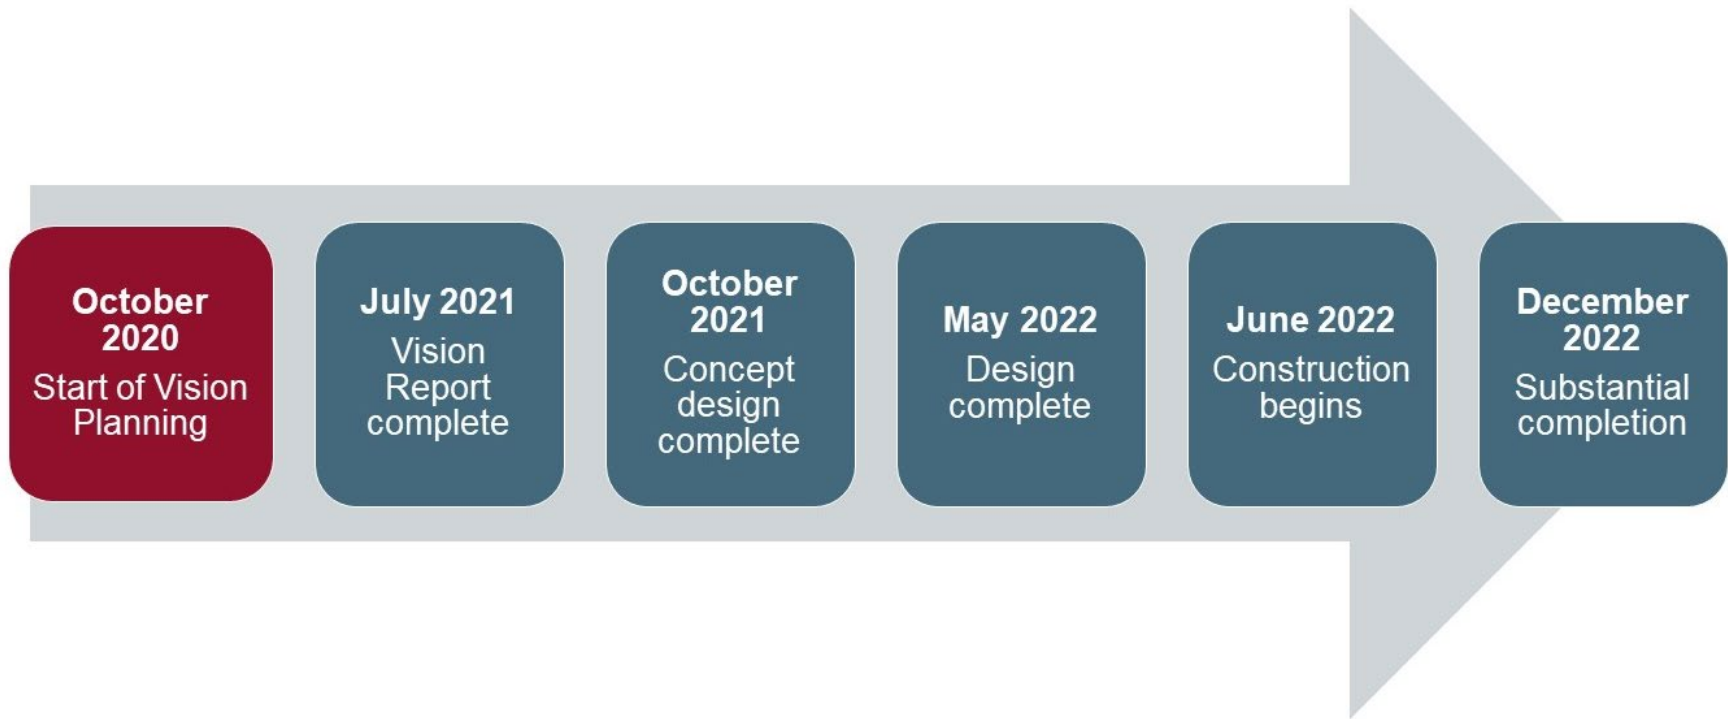 October
2020
Start of Vision
Planning
July 2021
Vision
Report
complete
October
2021
Concept
design
complete
May 2022
Design
complete
June 2022
Construction
begins
December
2022
Substantial
completion